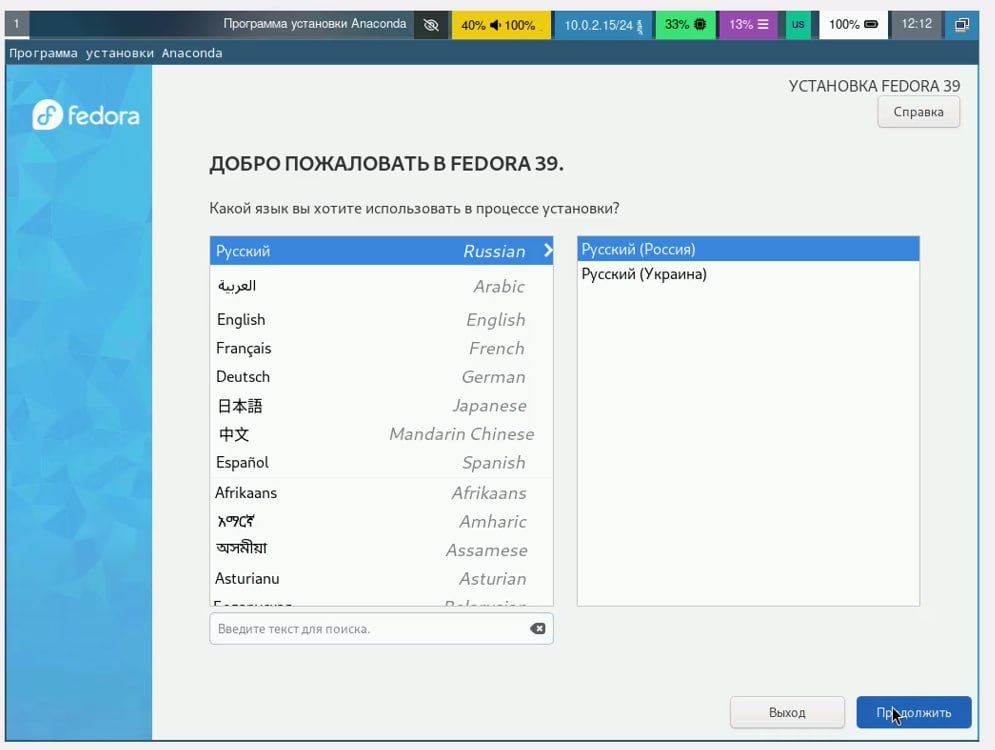 1 Программа установки Anaconda 40% 100% 10.0.2.15/24 33% 13% us 100% 12:12
Программа установки Anaconda
fedora
УСТАНОВКА FEDORA 39
Справка
ДОБРО ПОЖАЛОВАТЬ В FEDORA 39.
Какой язык вы хотите использовать в процессе установки?
Русский Russian
العربية Arabic
English English
Français French
Deutsch German
日本語 Japanese
中文 Mandarin Chinese
Español Spanish
Afrikaans Afrikaans
አማርኛ Amharic
অসমীয়া Assamese
Asturianu Asturian
Беларуская Belarusian
Русский (Россия)
Русский (Украина)
Введите текст для поиска.
Выход
Продолжить